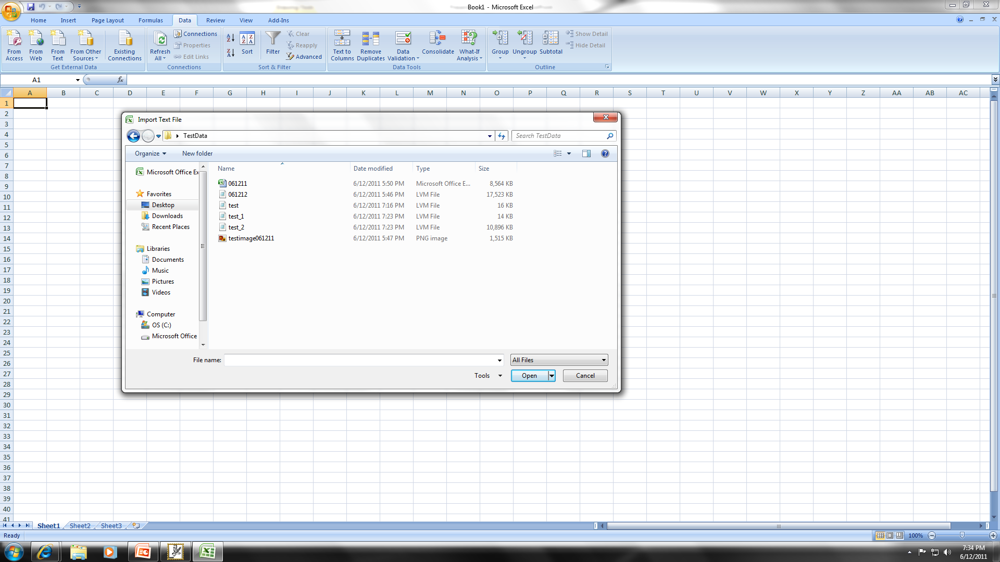 Book1 - Microsoft Excel
Home Insert Page Layout Formulas Data Review View Add-Ins
From Access From Web From Text From Other Sources Existing Connections
Get External Data
Refresh All Connections Properties Edit Links
Connections
Sort Filter Clear Reapply Advanced
Sort & Filter
Text to Columns Remove Duplicates Data Validation Consolidate What-If Analysis
Data Tools
Group Ungroup Subtotal Show Detail Hide Detail
Outline
A1 fx
A B C D E F G H I J K L M N O P Q R S T U V W X Y Z AA AB AC
1
2
3
4
5
6
7
8
9
10
11
12
13
14
15
16
17
18
19
20
21
22
23
24
25
26
27
28
29
30
31
32
33
34
35
36
37
38
39
40
41
Import Text File
TestData Search TestData
Organize New folder
Microsoft Office Ex
Favorites
Desktop
Downloads
Recent Places
Libraries
Documents
Music
Pictures
Videos
Computer
OS (C:)
Microsoft Office
Name Date modified Type Size
061211 6/12/2011 5:50 PM Microsoft Office E... 8,564 KB
061212 6/12/2011 5:46 PM LVM File 17,523 KB
test 6/12/2011 7:16 PM LVM File 16 KB
test_1 6/12/2011 7:23 PM LVM File 14 KB
test_2 6/12/2011 7:23 PM LVM File 10,896 KB
testimage061211 6/12/2011 5:47 PM PNG image 1,515 KB
File name: All Files
Tools Open Cancel
Sheet1 Sheet2 Sheet3
Ready 100%
7:34 PM
6/12/2011